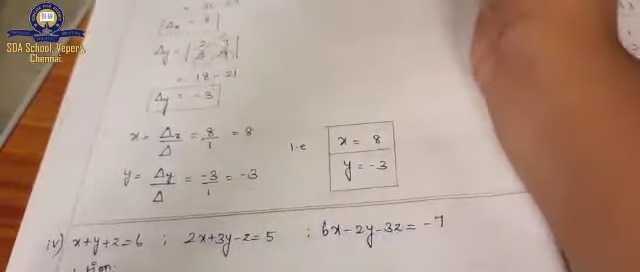 SDA School, Vepery, Chennai.
Δx = 8
Δy = | 2 7
3 9 |
= 18 - 21
Δy = -3
x = Δx/Δ = 8/1 = 8 i.e x = 8
y = Δy/Δ = -3/1 = -3 y = -3
iv) x+y+z=6 ; 2x+3y-z=5 ; 6x-2y-3z=-7